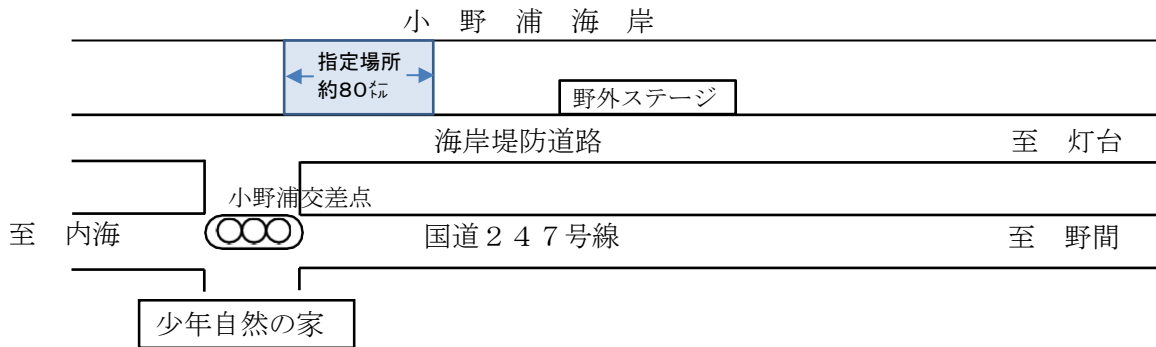 小　野　浦　海　岸
指定場所
約80㍍
野外ステージ
海岸堤防道路
至　灯台
小野浦交差点
至　内海
国道２４７号線
至　野間
少年自然の家